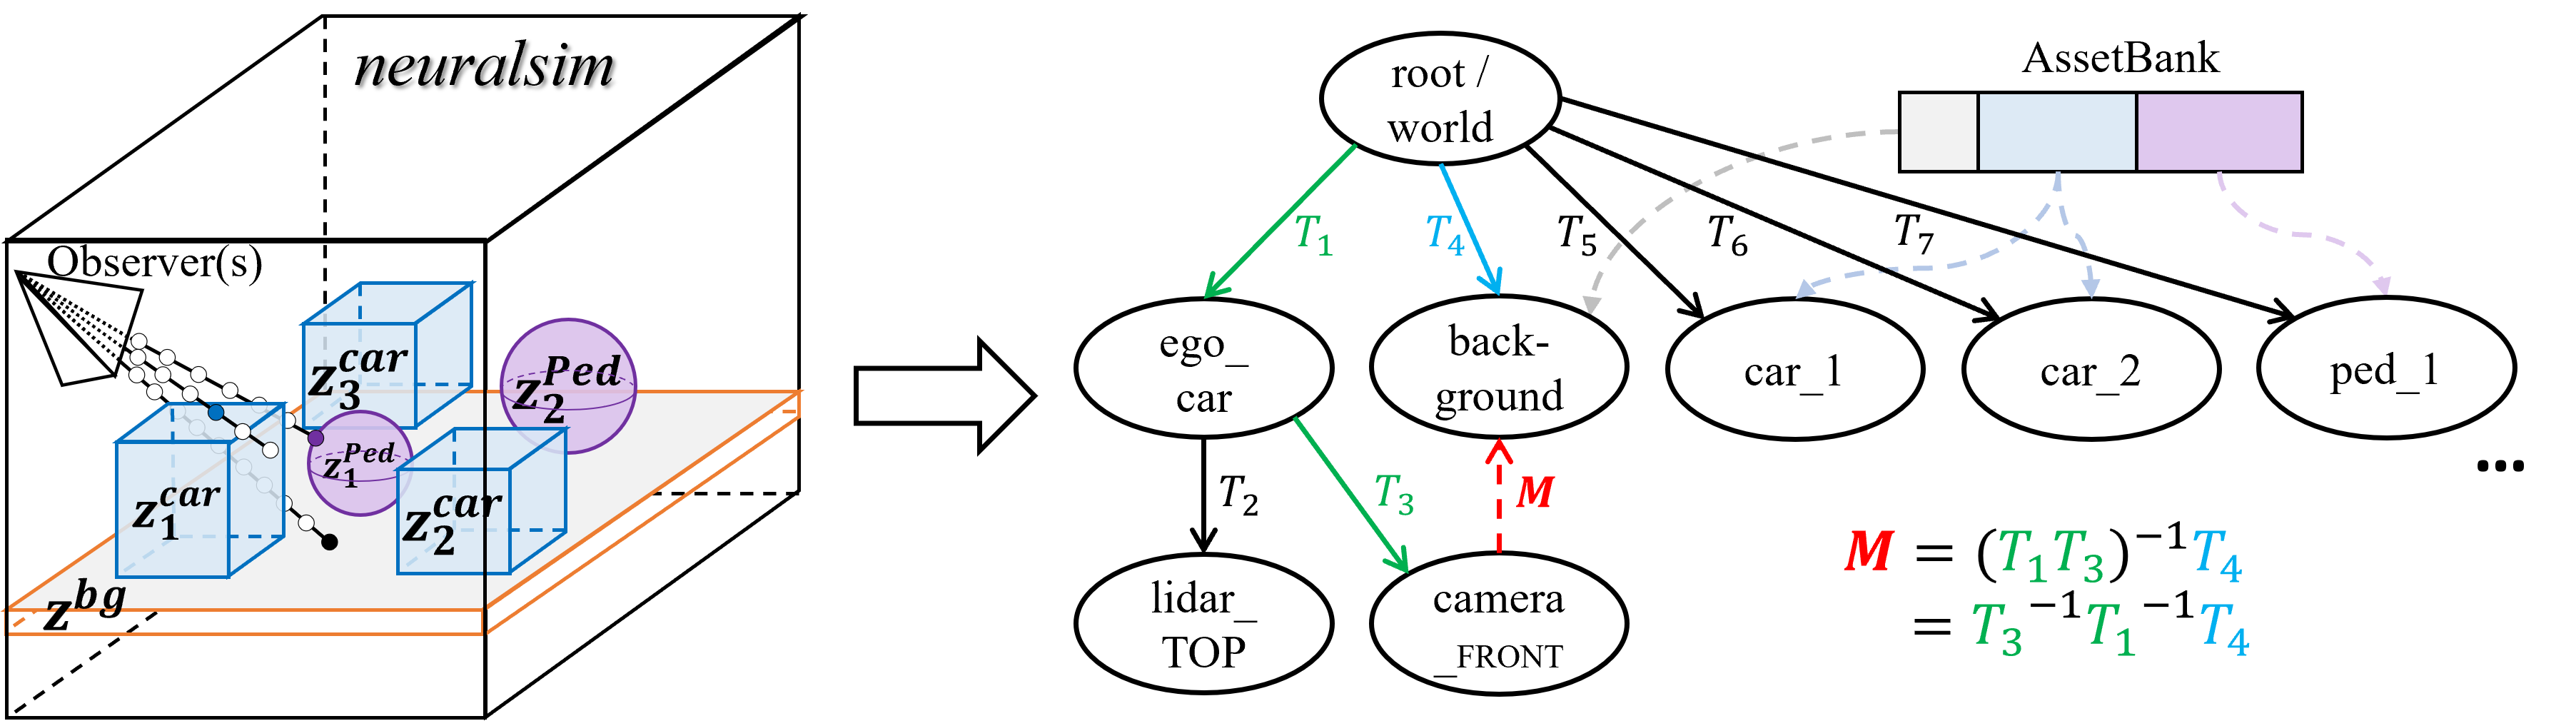 neuralsim
Observer(s)
z_3^{car}
z_2^{Ped}
z_1^{Ped}
z_1^{car}
z_2^{car}
z^{bg}
root /
world
AssetBank
T_1
T_4
T_5
T_6
T_7
ego_
car
back-
ground
car_1
car_2
ped_1
...
T_2
T_3
M
lidar_
TOP
camera
_FRONT
M = (T_1T_3)^{-1}T_4
= T_3^{-1}T_1^{-1}T_4